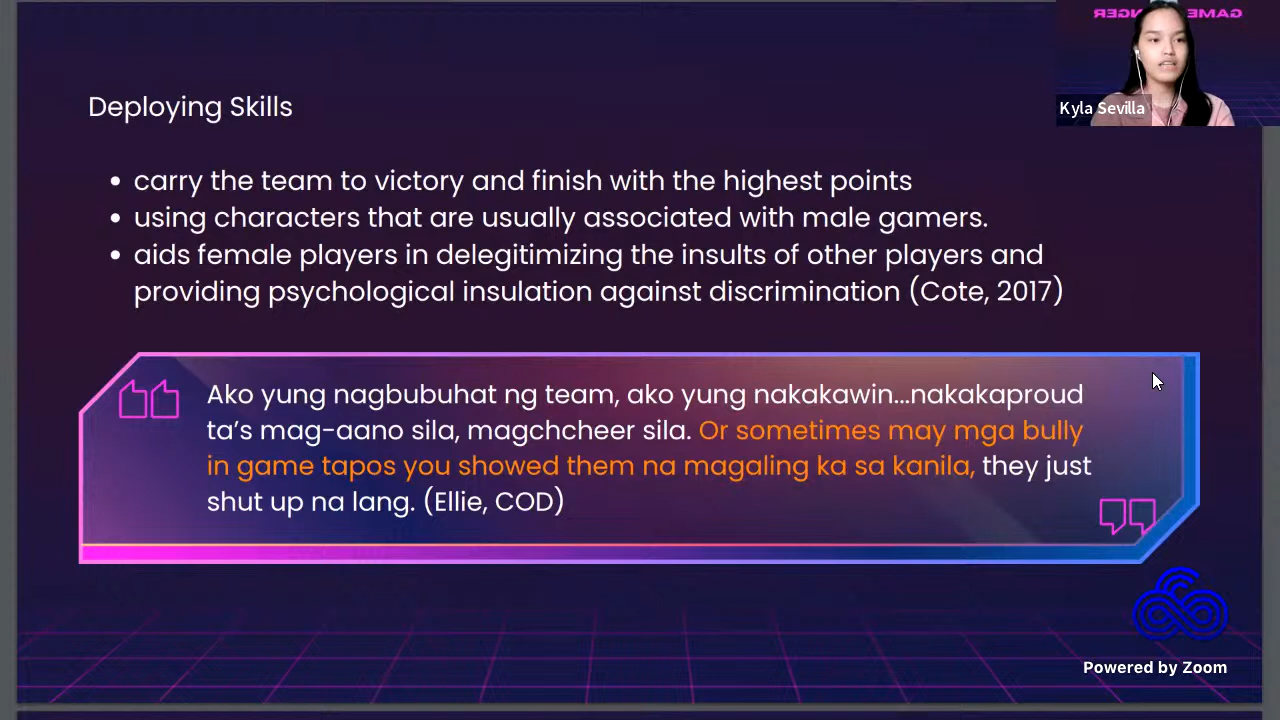 GAME
Kyla Sevilla
Deploying Skills
carry the team to victory and finish with the highest points
using characters that are usually associated with male gamers.
aids female players in delegitimizing the insults of other players and
providing psychological insulation against discrimination (Cote, 2017)
Ako yung nagbubuhat ng team, ako yung nakakawin...nakakaproud
ta's mag-aano sila, magchcheer sila. Or sometimes may mga bully
in game tapos you showed them na magaling ka sa kanila, they just
shut up na lang. (Ellie, COD)
Powered by Zoom